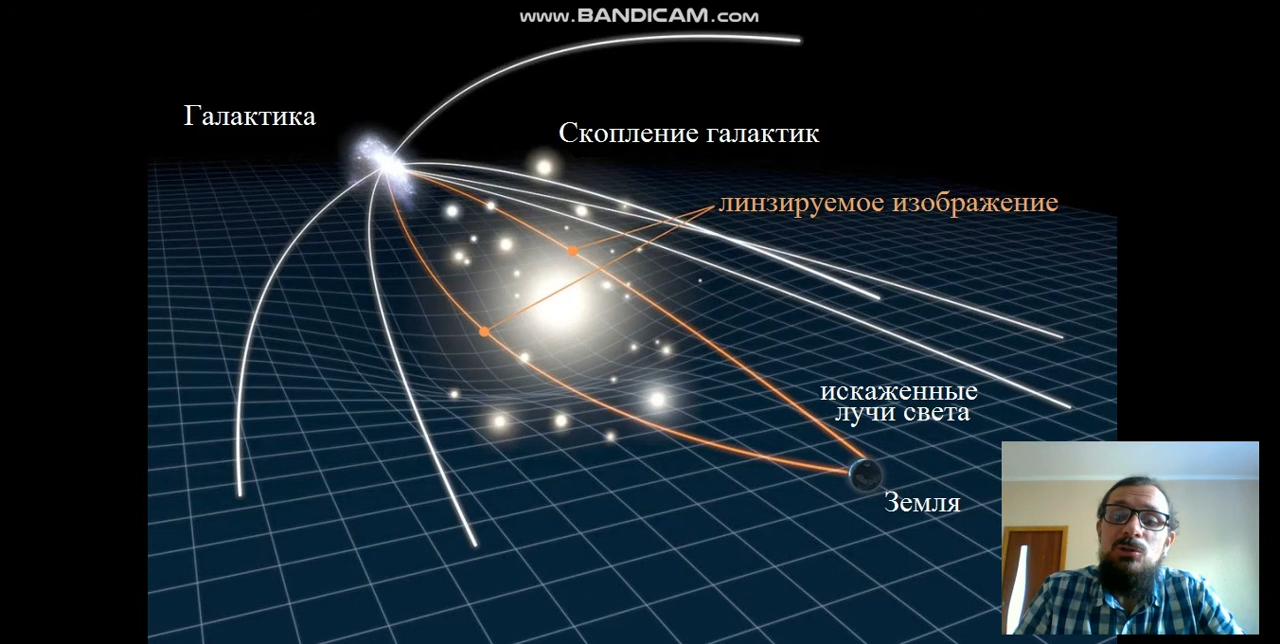 www.BANDICAM.com
Галактика
Скопление галактик
линзируемое изображение
искаженные
лучи света
Земля